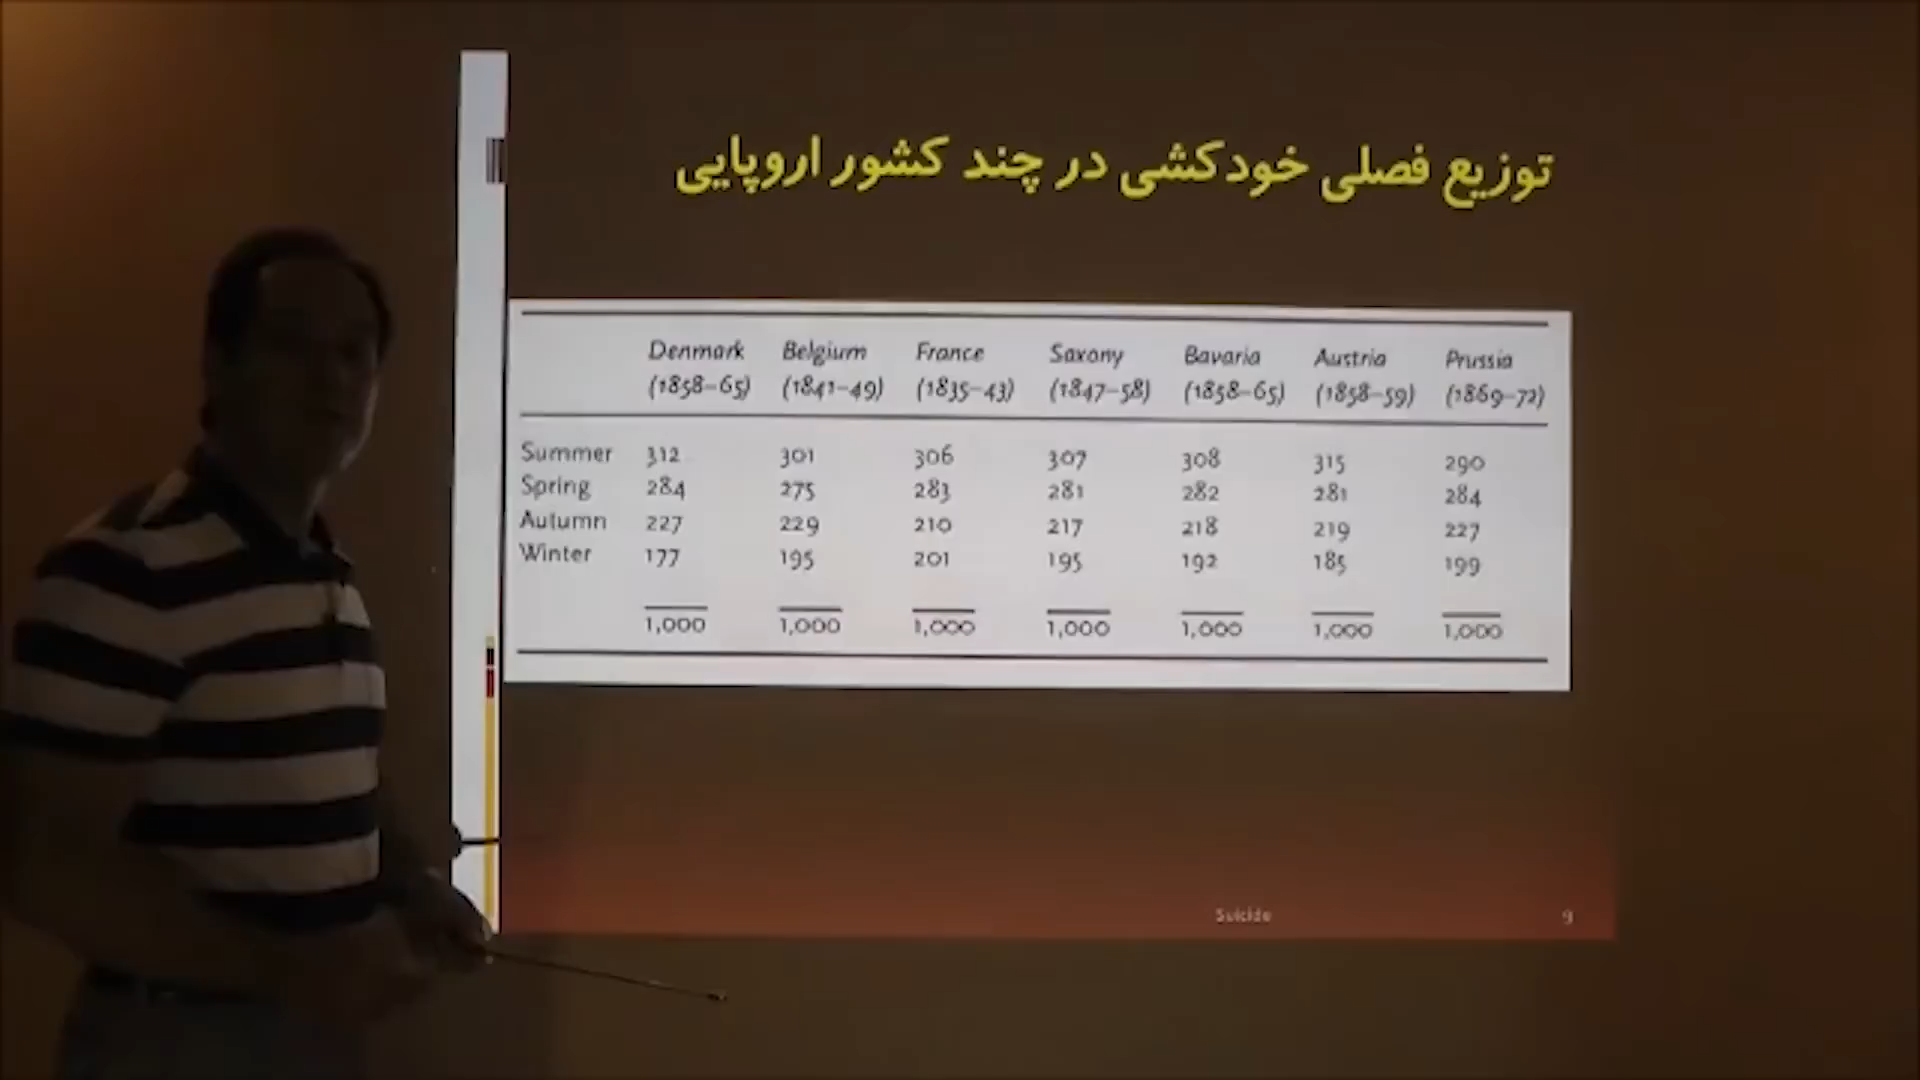 توزیع فصلی خودکشی در چند کشور اروپایی
Denmark Belgium France Saxony Bavaria Austria Prussia
(1858–65) (1841–49) (1835–43) (1847–58) (1858–65) (1858–59) (1869–72)
Summer 312 301 306 307 308 315 290
Spring 284 275 283 281 282 281 284
Autumn 227 229 210 217 218 219 227
Winter 177 195 201 195 192 185 199
1,000 1,000 1,000 1,000 1,000 1,000 1,000
Suicide 9